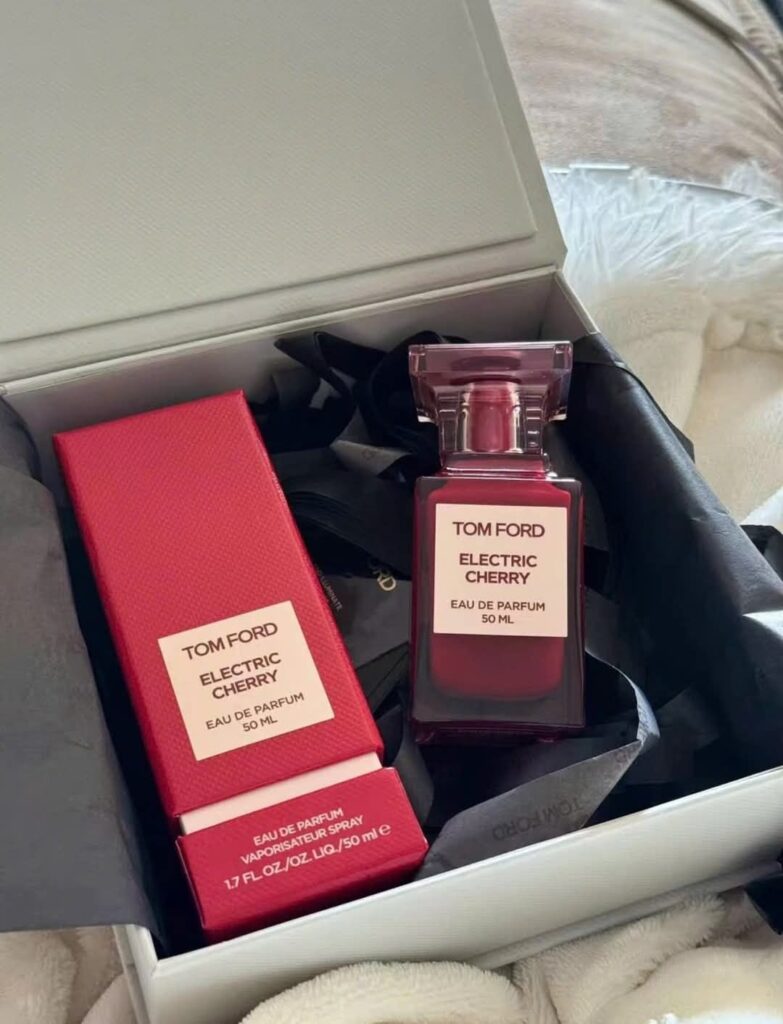 TOM FORD
ELECTRIC
CHERRY
EAU DE PARFUM
50 ML
EAU DE PARFUM
VAPORISATEUR SPRAY
1.7 FL.OZ./OZ. LIQ./50 ml e
TOM FORD
ELECTRIC
CHERRY
EAU DE PARFUM
50 ML
TOM FORD